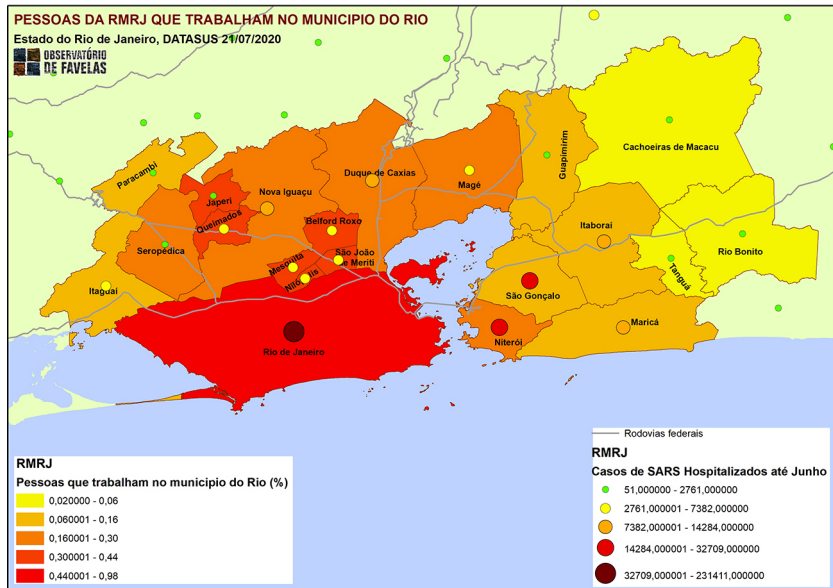 PESSOAS DA RMRJ QUE TRABALHAM NO MUNICIPIO DO RIO
Estado do Rio de Janeiro, DATASUS 21/07/2020
OBSERVATÓRIO
DE FAVELAS
Cachoeiras de Macacu
Guapimirim
Paracambi
Duque de Caxias
Magé
Nova Iguaçu
Japeri
Queimados
Belford Roxo
Itaboraí
Seropédica
São João
de Meriti
Rio Bonito
Mesquita
Nilópolis
Tanguá
Itaguaí
São Gonçalo
Maricá
Niterói
Rio de Janeiro
Rodovias federais
RMRJ
Pessoas que trabalham no municipio do Rio (%)
0,020000 - 0,06
0,060001 - 0,16
0,160001 - 0,30
0,300001 - 0,44
0,440001 - 0,98
RMRJ
Casos de SARS Hospitalizados até Junho
51,000000 - 2761,000000
2761,000001 - 7382,000000
7382,000001 - 14284,000000
14284,000001 - 32709,000000
32709,000001 - 231411,000000